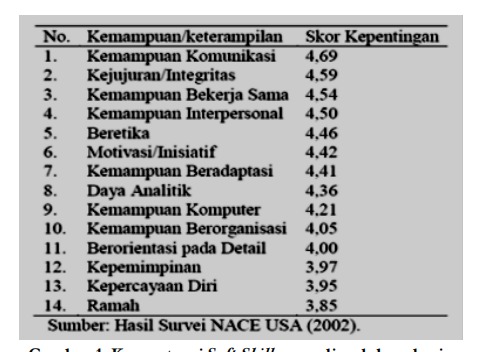 No. Kemampuan/keterampilan Skor Kepentingan
1. Kemampuan Komunikasi 4,69
2. Kejujuran/Integritas 4,59
3. Kemampuan Bekerja Sama 4,54
4. Kemampuan Interpersonal 4,50
5. Beretika 4,46
6. Motivasi/Inisiatif 4,42
7. Kemampuan Beradaptasi 4,41
8. Daya Analitik 4,36
9. Kemampuan Komputer 4,21
10. Kemampuan Berorganisasi 4,05
11. Berorientasi pada Detail 4,00
12. Kepemimpinan 3,97
13. Kepercayaan Diri 3,95
14. Ramah 3,85
Sumber: Hasil Survei NACE USA (2002).